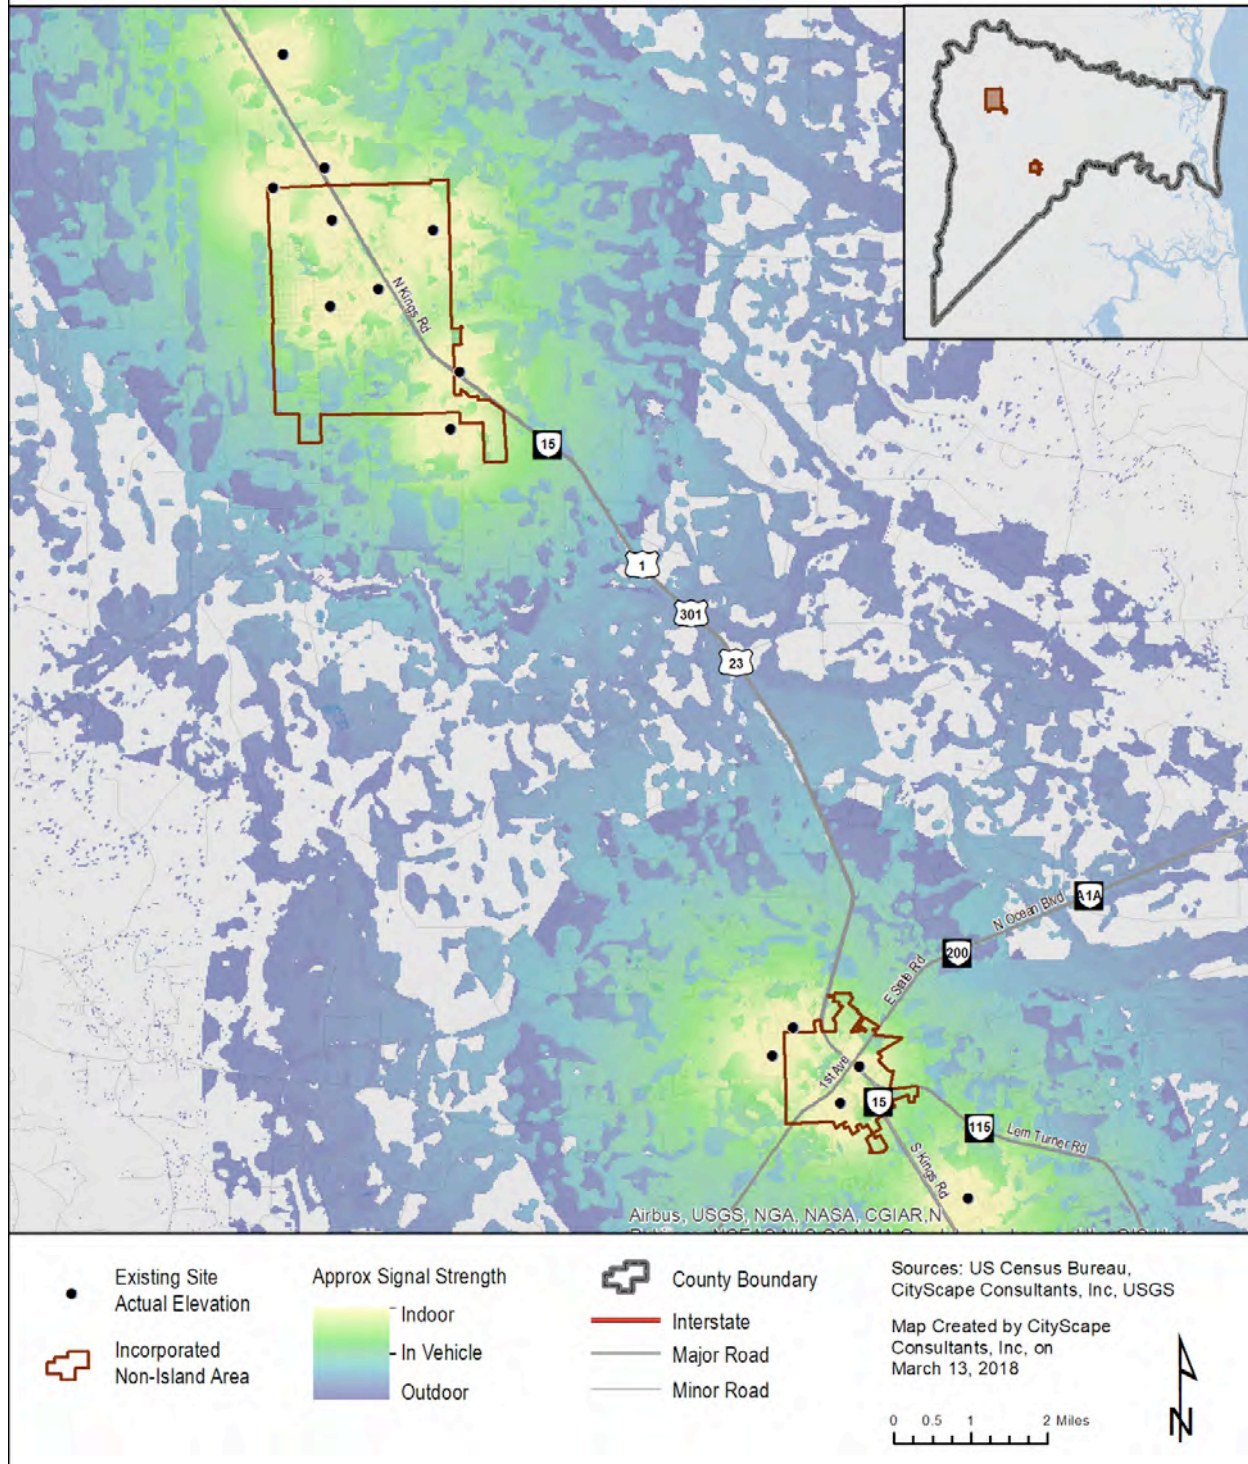 N Kings Rd
15
1
301
23
A1A
N Ocean Blvd
200
E State Rd
1st Ave
15
115
Lem Turner Rd
S Kings Rd
Airbus, USGS, NGA, NASA, CGIAR,N
Existing Site
Actual Elevation
Incorporated
Non-Island Area
Approx Signal Strength
Indoor
In Vehicle
Outdoor
County Boundary
Interstate
Major Road
Minor Road
Sources: US Census Bureau,
CityScape Consultants, Inc, USGS
Map Created by CityScape
Consultants, Inc, on
March 13, 2018
0 0.5 1 2 Miles
N